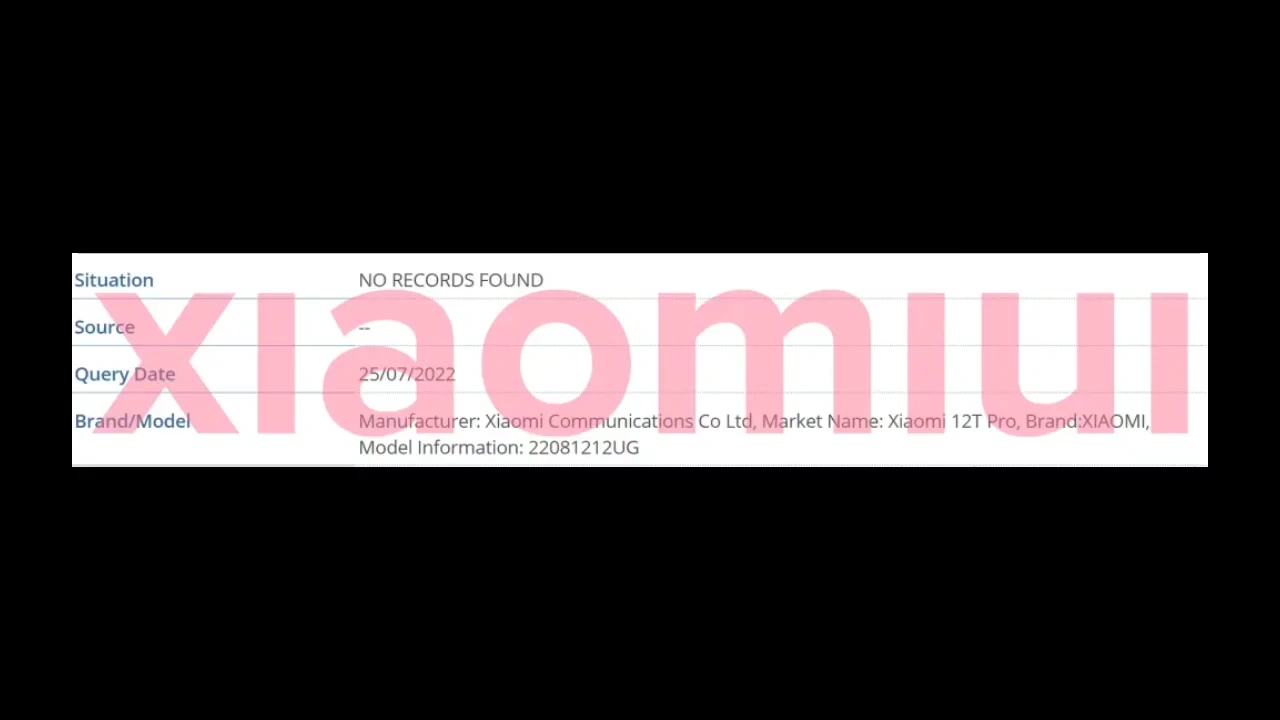 Situation NO RECORDS FOUND
Source --
Query Date 25/07/2022
Brand/Model Manufacturer: Xiaomi Communications Co Ltd, Market Name: Xiaomi 12T Pro, Brand:XIAOMI,
Model Information: 22081212UG
xiaomiui